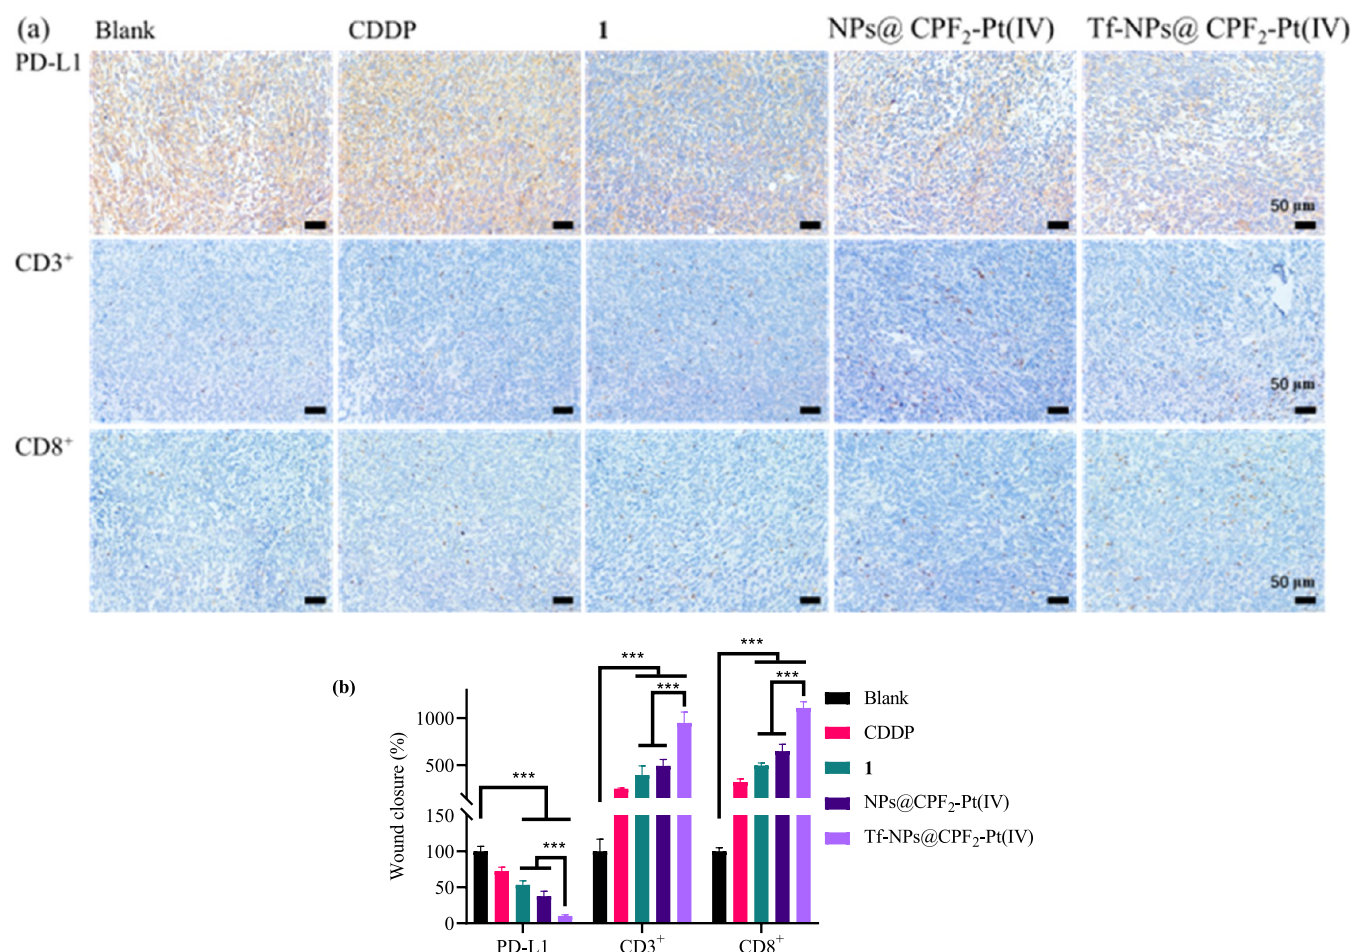 (a) Blank CDDP 1 NPs@ CPF₂-Pt(IV) Tf-NPs@ CPF₂-Pt(IV)
PD-L1
50 μm
CD3⁺
50 μm
CD8⁺
50 μm
(b)
Wound closure (%)
1000
500
150
100
50
0
***
***
***
***
***
***
PD-L1 CD3⁺ CD8⁺
Blank
CDDP
1
NPs@CPF₂-Pt(IV)
Tf-NPs@CPF₂-Pt(IV)